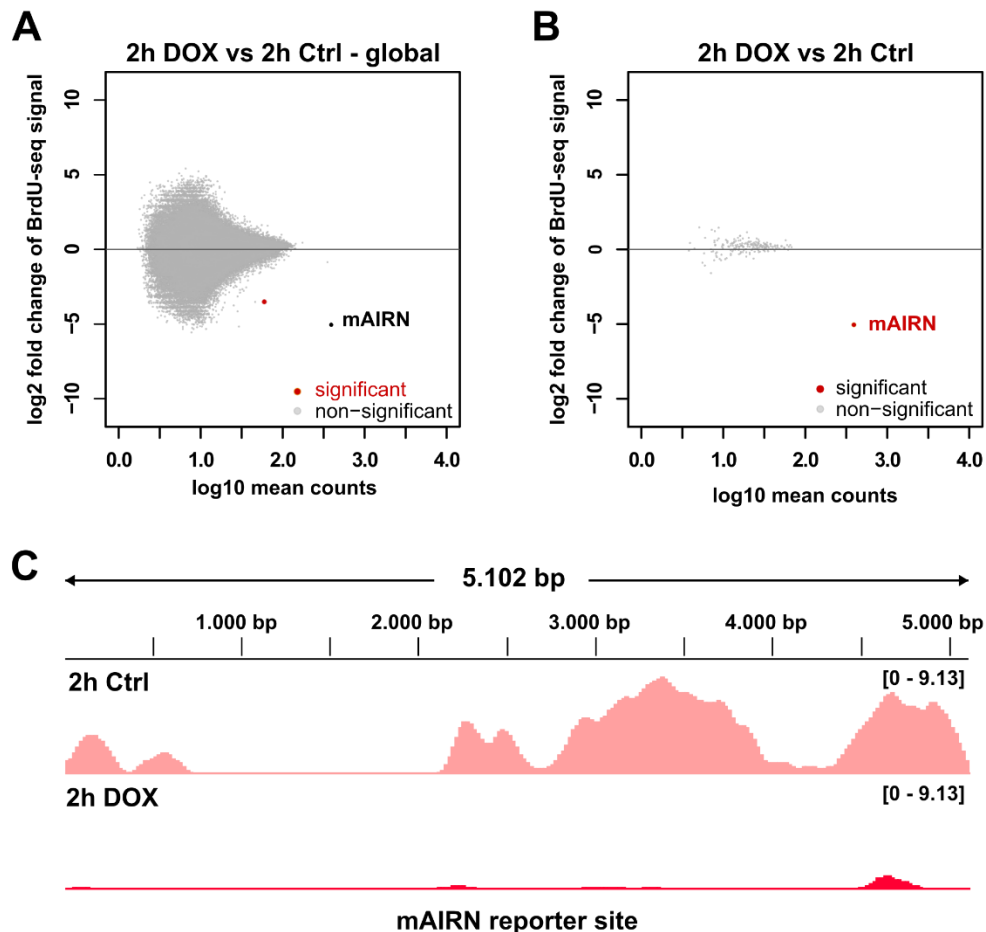 A
2h DOX vs 2h Ctrl - global
log2 fold change of BrdU-seq signal
10
5
0
−5
−10
mAIRN
significant
non−significant
0.0 1.0 2.0 3.0 4.0
log10 mean counts
B
2h DOX vs 2h Ctrl
log2 fold change of BrdU-seq signal
10
5
0
−5
−10
mAIRN
significant
non−significant
0.0 1.0 2.0 3.0 4.0
log10 mean counts
C
5.102 bp
1.000 bp 2.000 bp 3.000 bp 4.000 bp 5.000 bp
2h Ctrl [0 - 9.13]
2h DOX [0 - 9.13]
mAIRN reporter site